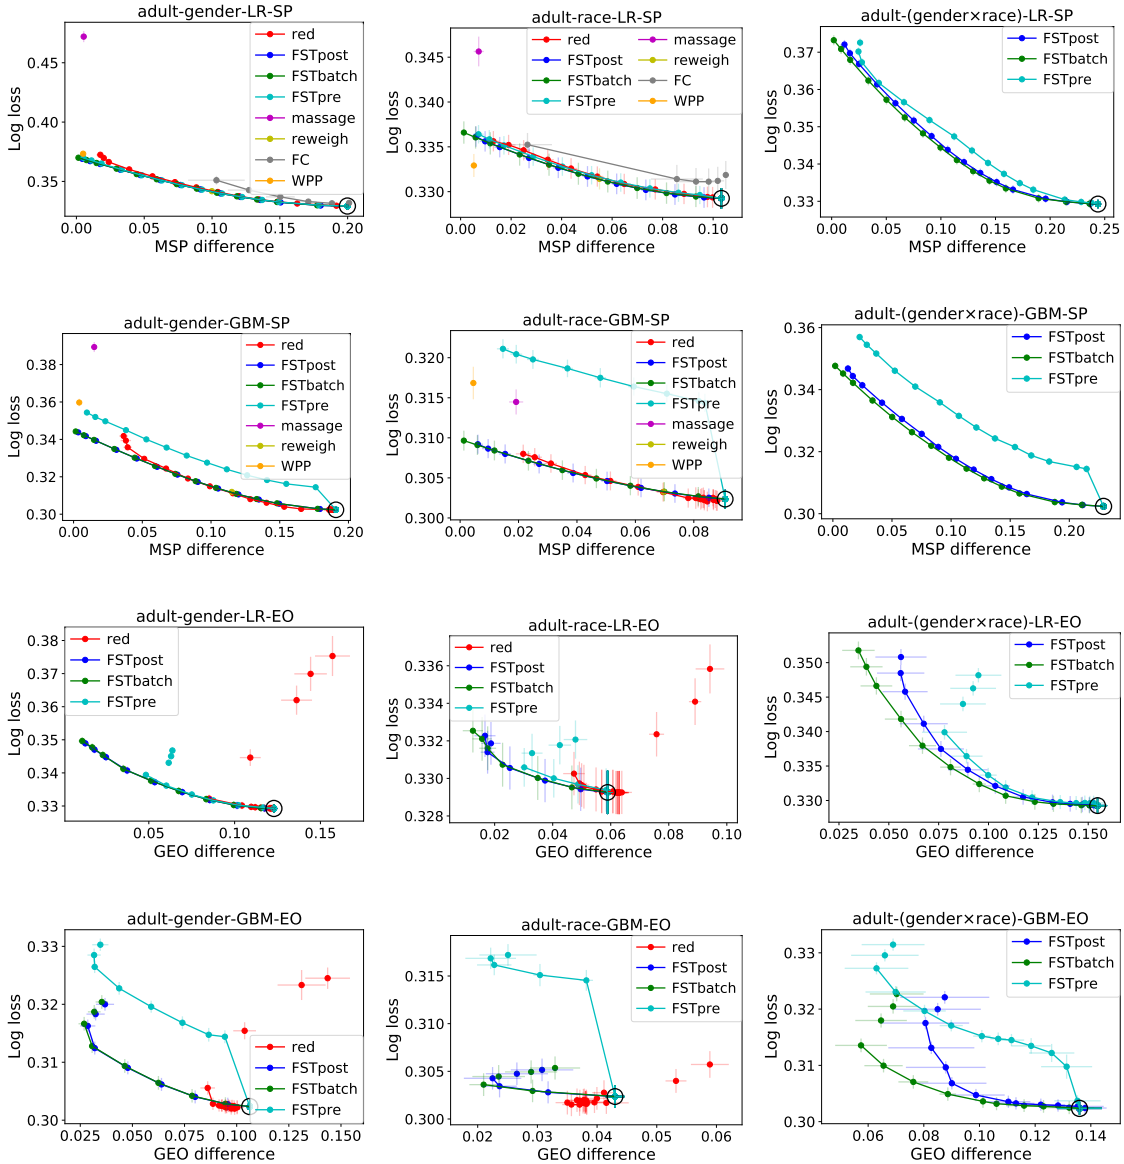 adult-gender-LR-SP
Log loss
0.45
0.40
0.35
0.00 0.05 0.10 0.15 0.20
MSP difference
red
FSTpost
FSTbatch
FSTpre
massage
reweigh
FC
WPP
adult-race-LR-SP
Log loss
0.345
0.340
0.335
0.330
0.00 0.02 0.04 0.06 0.08 0.10
MSP difference
red massage
FSTpost reweigh
FSTbatch FC
FSTpre WPP
adult-(gender×race)-LR-SP
Log loss
0.37
0.36
0.35
0.34
0.33
0.00 0.05 0.10 0.15 0.20 0.25
MSP difference
FSTpost
FSTbatch
FSTpre
adult-gender-GBM-SP
Log loss
0.38
0.36
0.34
0.32
0.30
0.00 0.05 0.10 0.15 0.20
MSP difference
red
FSTpost
FSTbatch
FSTpre
massage
reweigh
WPP
adult-race-GBM-SP
Log loss
0.320
0.315
0.310
0.305
0.300
0.00 0.02 0.04 0.06 0.08
MSP difference
red
FSTpost
FSTbatch
FSTpre
massage
reweigh
WPP
adult-(gender×race)-GBM-SP
Log loss
0.36
0.34
0.32
0.30
0.00 0.05 0.10 0.15 0.20
MSP difference
FSTpost
FSTbatch
FSTpre
adult-gender-LR-EO
Log loss
0.38
0.37
0.36
0.35
0.34
0.33
0.05 0.10 0.15
GEO difference
red
FSTpost
FSTbatch
FSTpre
adult-race-LR-EO
Log loss
0.336
0.334
0.332
0.330
0.328
0.02 0.04 0.06 0.08 0.10
GEO difference
red
FSTpost
FSTbatch
FSTpre
adult-(gender×race)-LR-EO
Log loss
0.350
0.345
0.340
0.335
0.330
0.025 0.050 0.075 0.100 0.125 0.150
GEO difference
FSTpost
FSTbatch
FSTpre
adult-gender-GBM-EO
Log loss
0.33
0.32
0.31
0.30
0.025 0.050 0.075 0.100 0.125 0.150
GEO difference
red
FSTpost
FSTbatch
FSTpre
adult-race-GBM-EO
Log loss
0.315
0.310
0.305
0.300
0.02 0.03 0.04 0.05 0.06
GEO difference
red
FSTpost
FSTbatch
FSTpre
adult-(gender×race)-GBM-EO
Log loss
0.33
0.32
0.31
0.30
0.06 0.08 0.10 0.12 0.14
GEO difference
FSTpost
FSTbatch
FSTpre